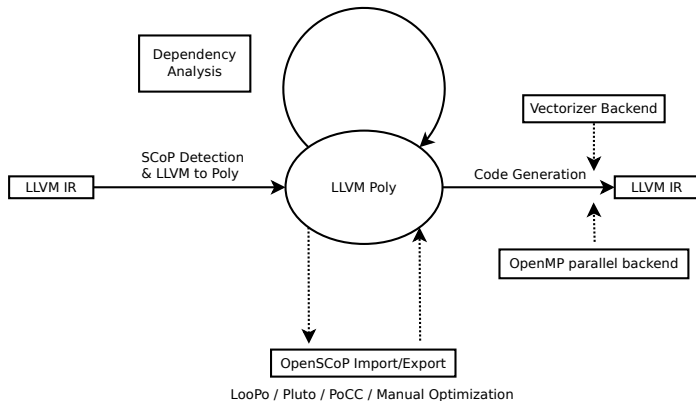 Dependency
Analysis
Vectorizer Backend
SCoP Detection
& LLVM to Poly
LLVM IR
LLVM Poly
Code Generation
LLVM IR
OpenMP parallel backend
OpenSCoP Import/Export
LooPo / Pluto / PoCC / Manual Optimization